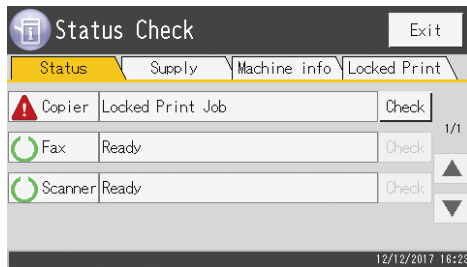 Status Check
Exit
Status Supply Machine info Locked Print
Copier Locked Print Job Check
1/1
Fax Ready Check
Scanner Ready Check
12/12/2017 16:23